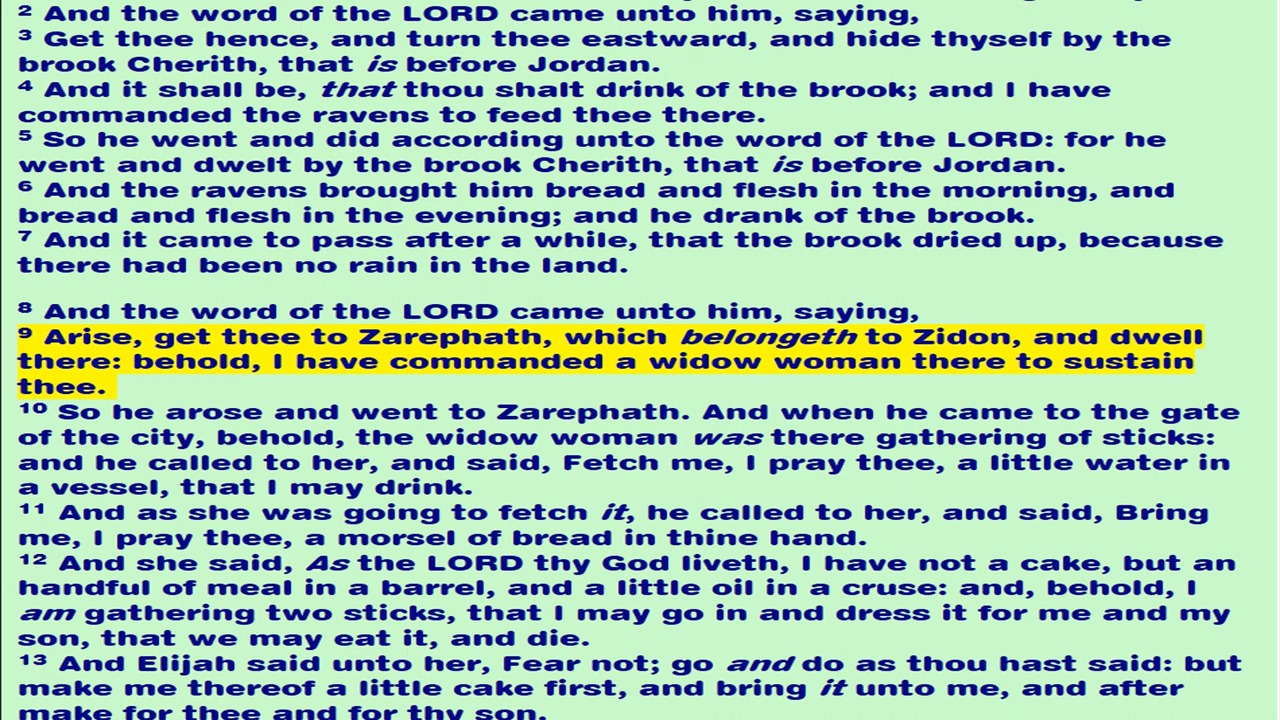 ² And the word of the LORD came unto him, saying,
³ Get thee hence, and turn thee eastward, and hide thyself by the
brook Cherith, that is before Jordan.
⁴ And it shall be, that thou shalt drink of the brook; and I have
commanded the ravens to feed thee there.
⁵ So he went and did according unto the word of the LORD: for he
went and dwelt by the brook Cherith, that is before Jordan.
⁶ And the ravens brought him bread and flesh in the morning, and
bread and flesh in the evening; and he drank of the brook.
⁷ And it came to pass after a while, that the brook dried up, because
there had been no rain in the land.
⁸ And the word of the LORD came unto him, saying,
⁹ Arise, get thee to Zarephath, which belongeth to Zidon, and dwell
there: behold, I have commanded a widow woman there to sustain
thee.
¹⁰ So he arose and went to Zarephath. And when he came to the gate
of the city, behold, the widow woman was there gathering of sticks:
and he called to her, and said, Fetch me, I pray thee, a little water in
a vessel, that I may drink.
¹¹ And as she was going to fetch it, he called to her, and said, Bring
me, I pray thee, a morsel of bread in thine hand.
¹² And she said, As the LORD thy God liveth, I have not a cake, but an
handful of meal in a barrel, and a little oil in a cruse: and, behold, I
am gathering two sticks, that I may go in and dress it for me and my
son, that we may eat it, and die.
¹³ And Elijah said unto her, Fear not; go and do as thou hast said: but
make me thereof a little cake first, and bring it unto me, and after
make for thee and for thy son.